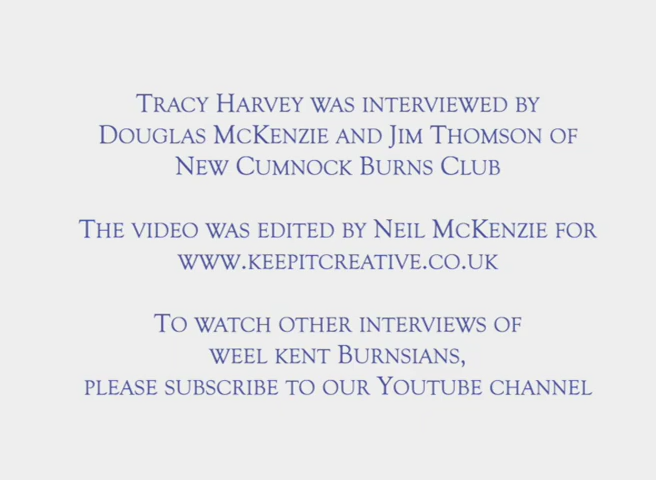 Tracy Harvey was interviewed by
Douglas McKenzie and Jim Thomson of
New Cumnock Burns Club
The video was edited by Neil McKenzie for
www.keepitcreative.co.uk
To watch other interviews of
weel kent Burnsians,
please subscribe to our Youtube channel